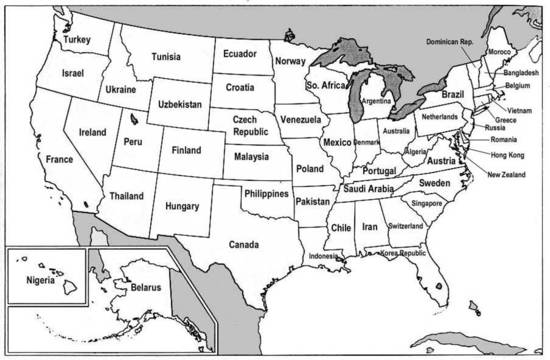 Dominican Rep.
Turkey
Tunisia
Ecuador
Norway
Moroco
Israel
Ukraine
Croatia
So. Africa
Bangladesh
Belgium
Argentina
Brazil
Uzbekistan
Netherlands
Vietnam
Greece
Russia
Ireland
Czech
Republic
Venezuela
Mexico
Denmark
Australia
Algeria
Romania
Hong Kong
Peru
Finland
Malaysia
France
Poland
Portugal
Austria
New Zealand
Thailand
Hungary
Philippines
Pakistan
Saudi Arabia
Sweden
Singapore
Canada
Chile
Iran
Switzerland
Indonesia
Korea Republic
Nigeria
Belarus